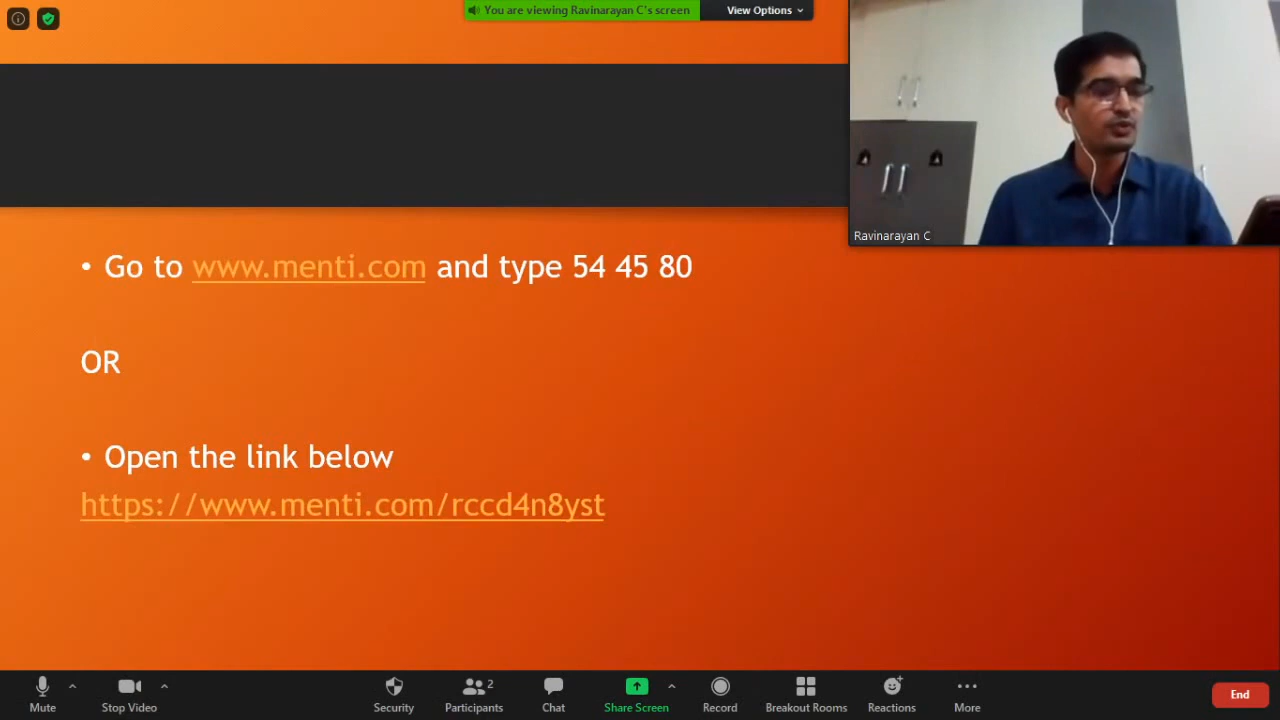 You are viewing Ravinarayan C's screen
View Options
Ravinarayan C
• Go to www.menti.com and type 54 45 80
OR
• Open the link below
https://www.menti.com/rccd4n8yst
Mute
Stop Video
Security
2
Participants
Chat
Share Screen
Record
Breakout Rooms
Reactions
More
End